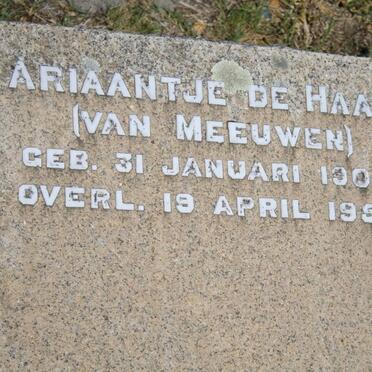 ARIAANTJE DE HAA
(VAN MEEUWEN)
GEB. 31 JANUARI 190
OVERL. 19 APRIL 199